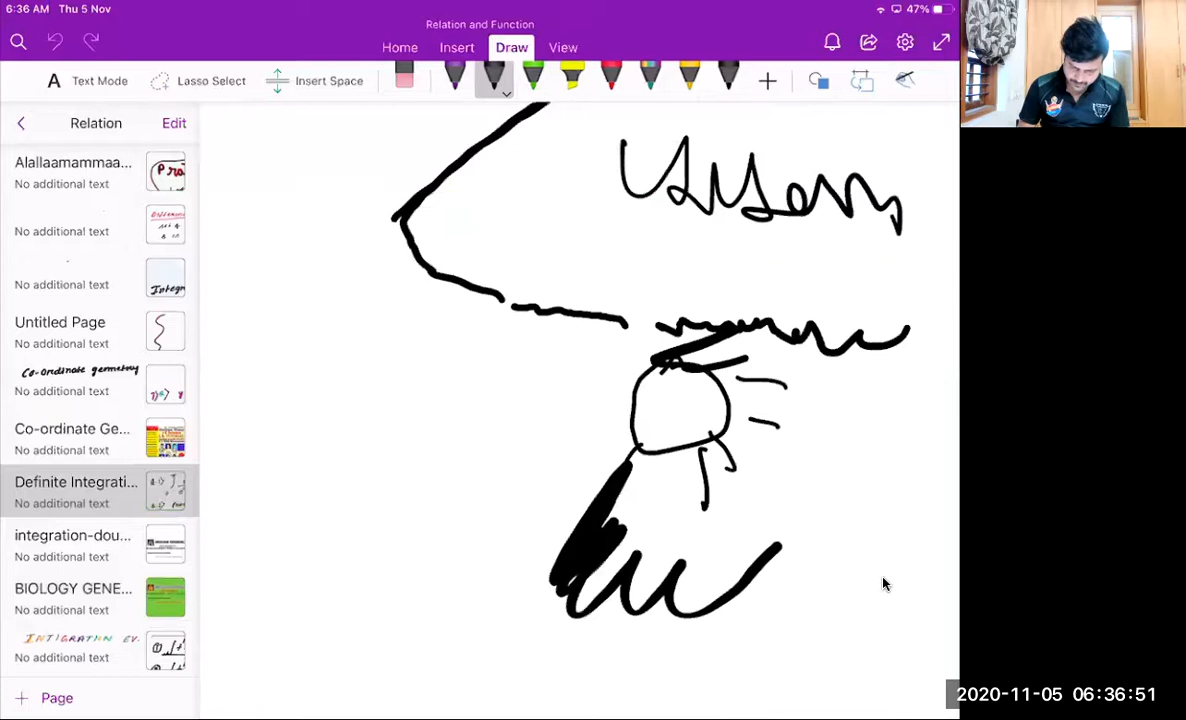 6:36 AM Thu 5 Nov
47%
Relation and Function
Home Insert Draw View
A Text Mode Lasso Select Insert Space
Relation Edit
Alallaamammaa...
No additional text
No additional text
No additional text
Integr
Untitled Page
No additional text
Co-ordinate geometry
No additional text
Co-ordinate Ge...
No additional text
Definite Integrati...
No additional text
integration-dou...
No additional text
BIOLOGY GENE...
No additional text
INTIGRATION EV.
No additional text
+ Page
2020-11-05 06:36:51